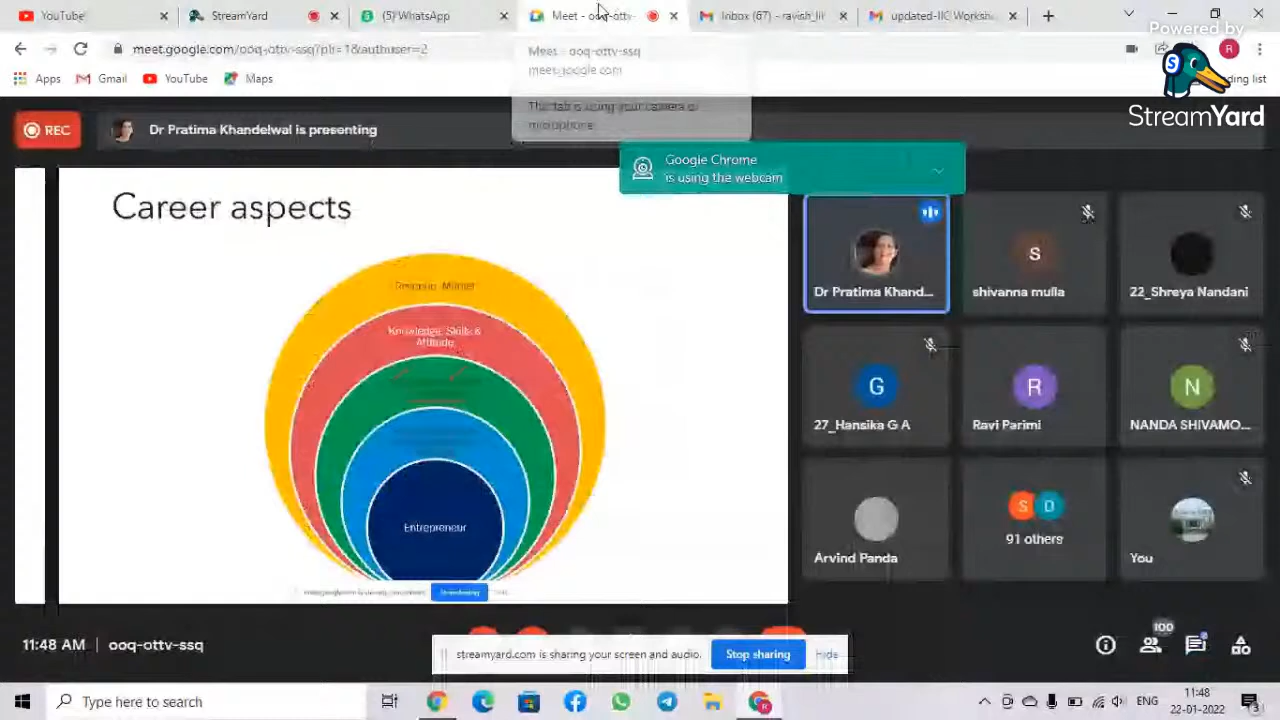 YouTube
StreamYard
(5) WhatsApp
Meet - ooq-ottv-
Inbox (67) - ravish_li
updated-IIC Worksh
Powered by
StreamYard
meet.google.com/ooq-ottv-ssq?pli=1&authuser=2
Meet - ooq-ottv-ssq
meet.google.com
R
Apps
Gmail
YouTube
Maps
ding list
This tab is using your camera or
microphone
REC
Dr Pratima Khandelwal is presenting
Google Chrome
is using the webcam
Career aspects
Knowledge, Skills &
Attitude
Entrepreneur
Dr Pratima Khand...
S
shivanna mulla
22_Shreya Nandani
G
27_Hansika G A
R
Ravi Parimi
N
NANDA SHIVAMO...
Arvind Panda
S D
91 others
You
11:48 AM | ooq-ottv-ssq
streamyard.com is sharing your screen and audio.
Stop sharing
Hide
100
Type here to search
ENG
11:48
22-01-2022